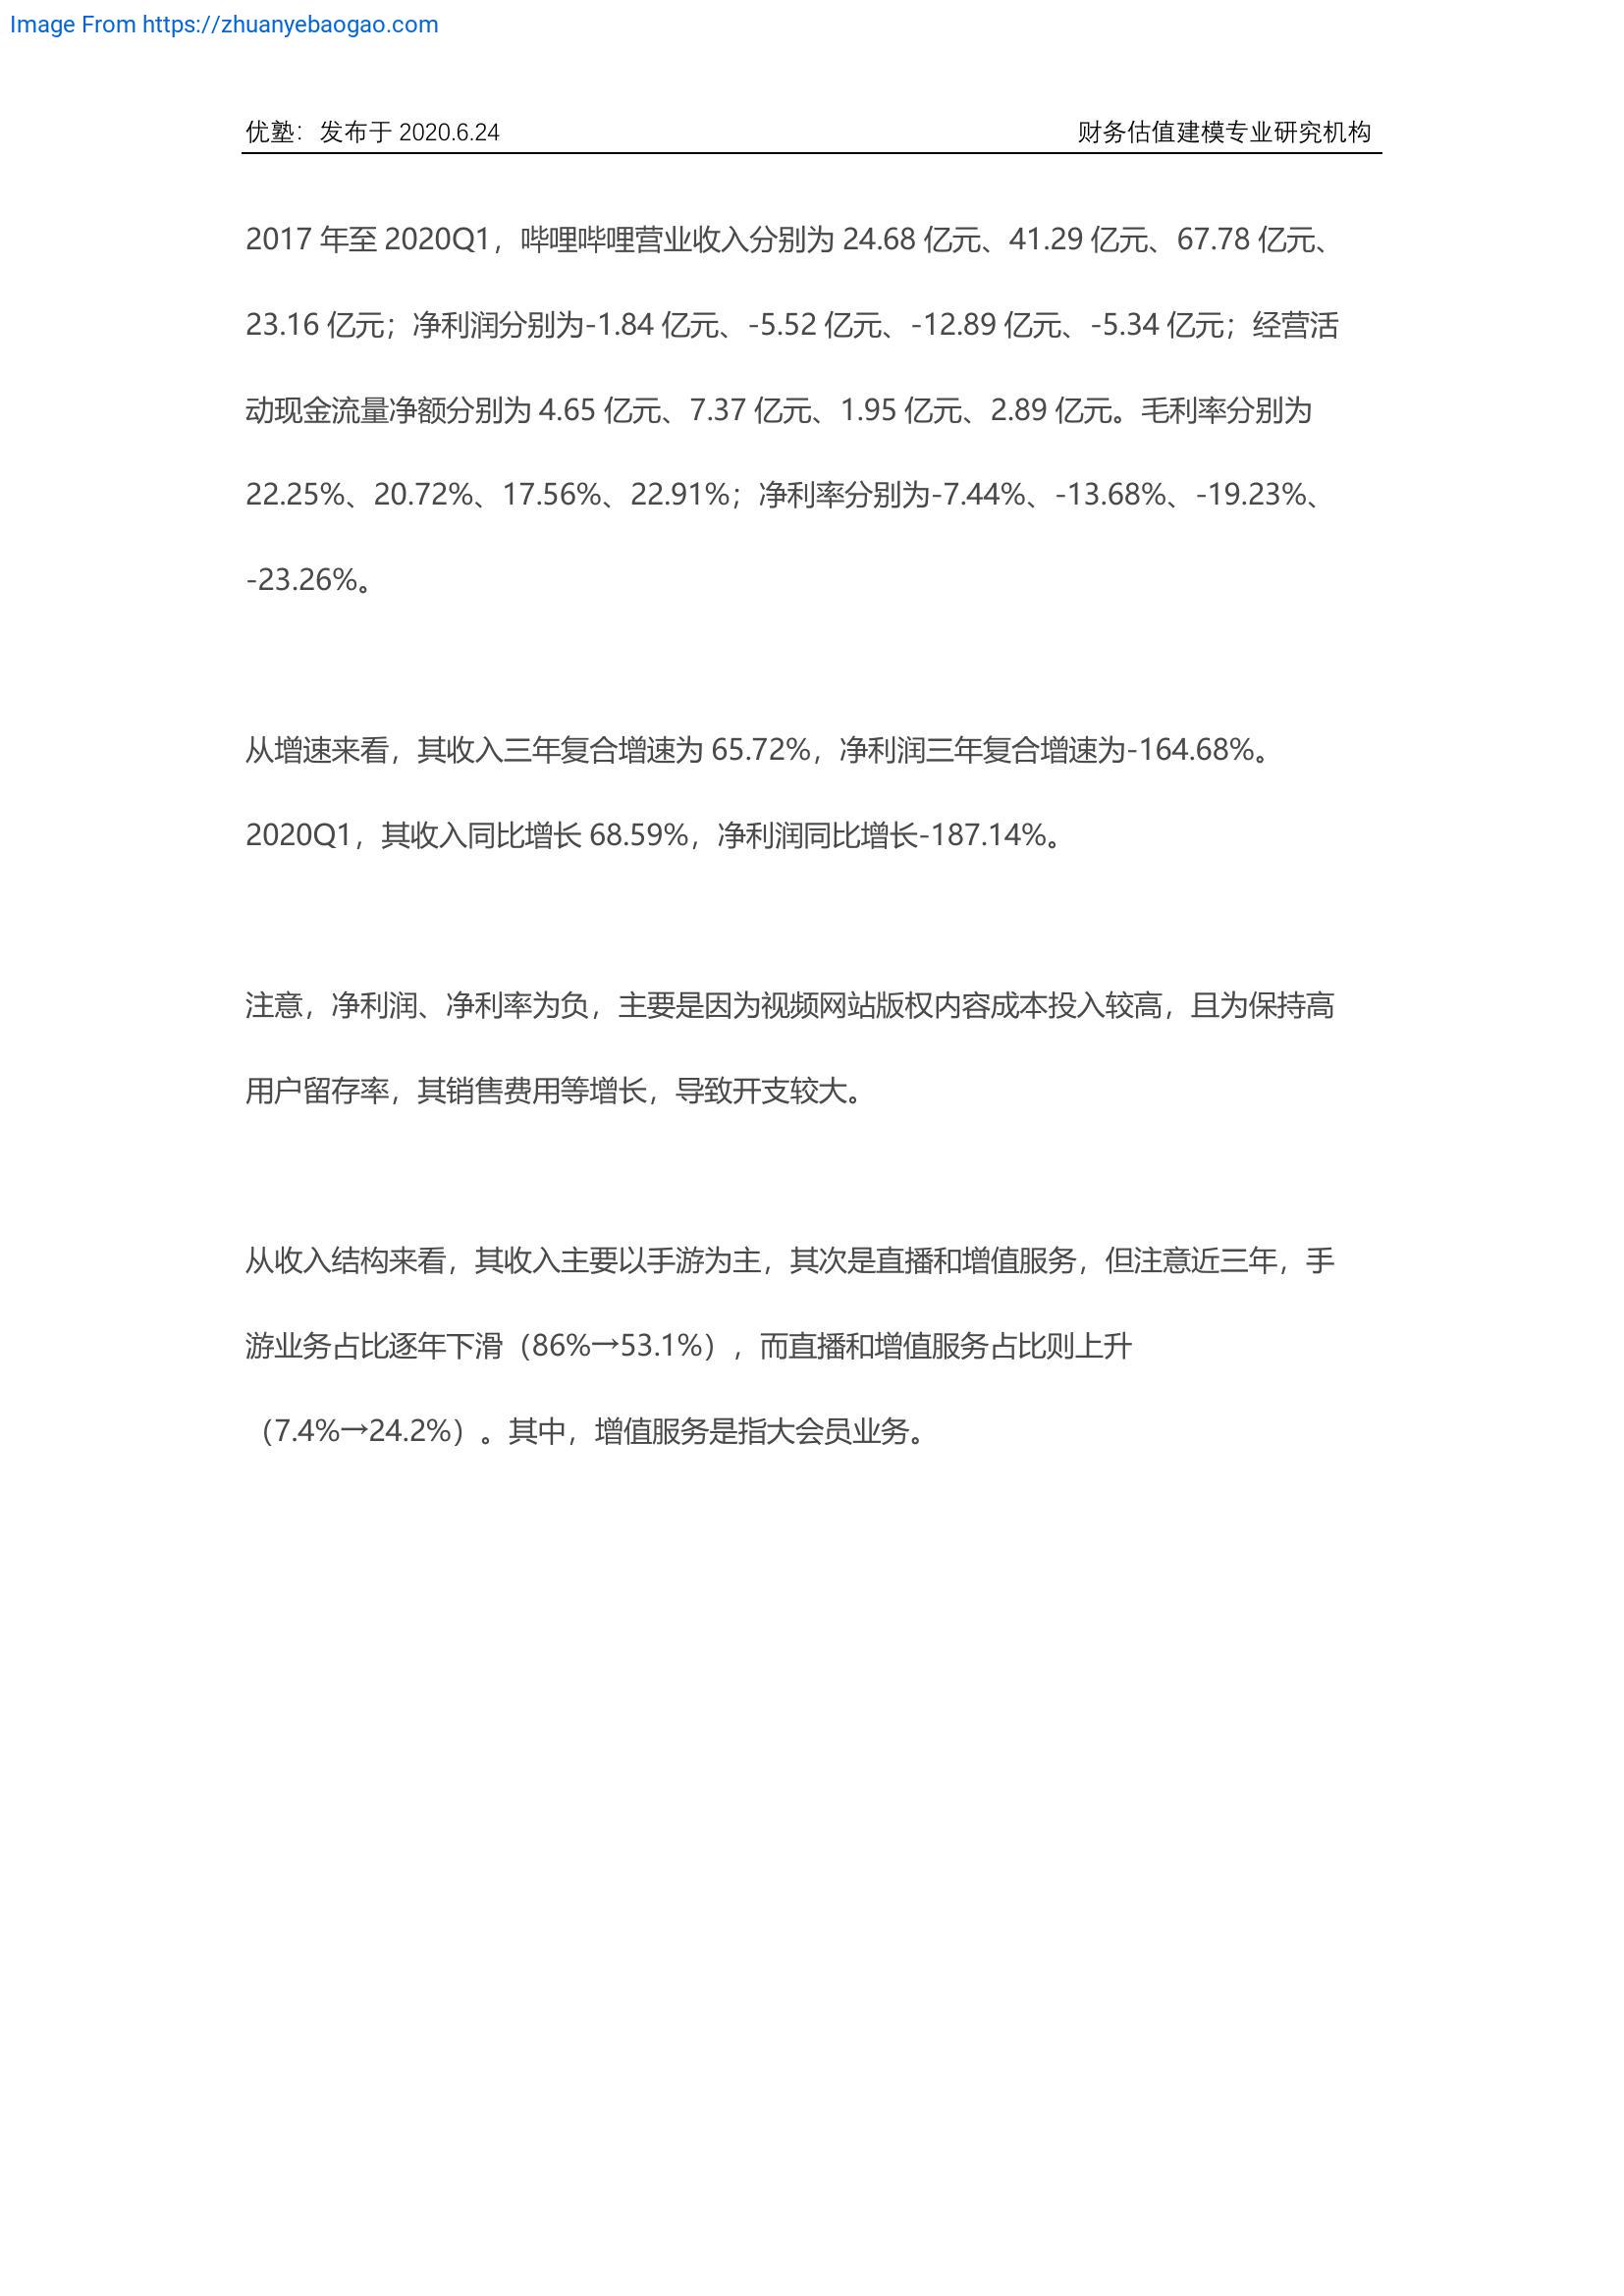 Image From https://zhuanyebaogao.com
优塾：发布于 2020.6.24 财务估值建模专业研究机构
2017 年至 2020Q1，哔哩哔哩营业收入分别为 24.68 亿元、41.29 亿元、67.78 亿元、
23.16 亿元；净利润分别为-1.84 亿元、-5.52 亿元、-12.89 亿元、-5.34 亿元；经营活
动现金流量净额分别为 4.65 亿元、7.37 亿元、1.95 亿元、2.89 亿元。毛利率分别为
22.25%、20.72%、17.56%、22.91%；净利率分别为-7.44%、-13.68%、-19.23%、
-23.26%。
从增速来看，其收入三年复合增速为 65.72%，净利润三年复合增速为-164.68%。
2020Q1，其收入同比增长 68.59%，净利润同比增长-187.14%。
注意，净利润、净利率为负，主要是因为视频网站版权内容成本投入较高，且为保持高
用户留存率，其销售费用等增长，导致开支较大。
从收入结构来看，其收入主要以手游为主，其次是直播和增值服务，但注意近三年，手
游业务占比逐年下滑（86%→53.1%），而直播和增值服务占比则上升
（7.4%→24.2%）。其中，增值服务是指大会员业务。